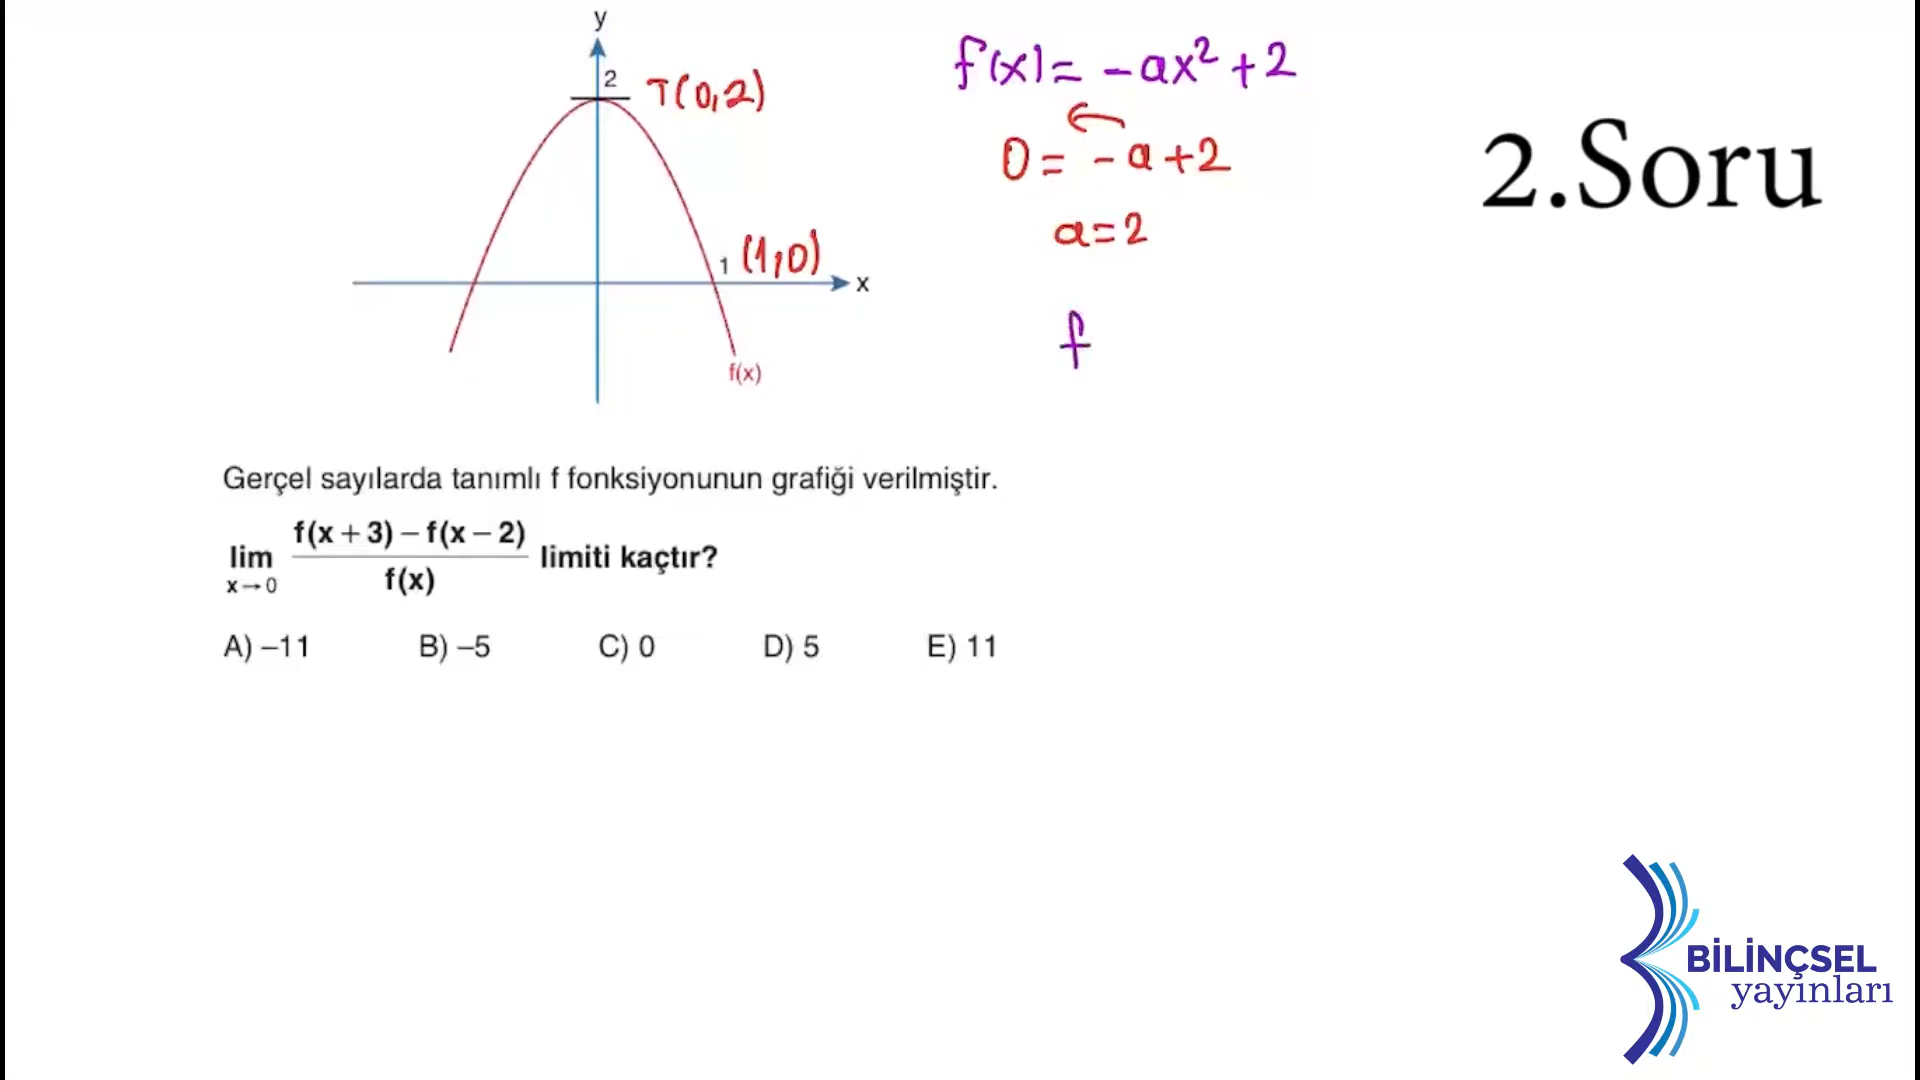 y
2 T(0,2)
1 (1,0)
x
f(x)
f(x) = -ax² + 2
0 = -a + 2
a = 2
f
2.Soru
Gerçel sayılarda tanımlı f fonksiyonunun grafiği verilmiştir.
f(x + 3) – f(x – 2)
lim limiti kaçtır?
x→0 f(x)
A) –11 B) –5 C) 0 D) 5 E) 11
BİLİNÇSEL
yayınları